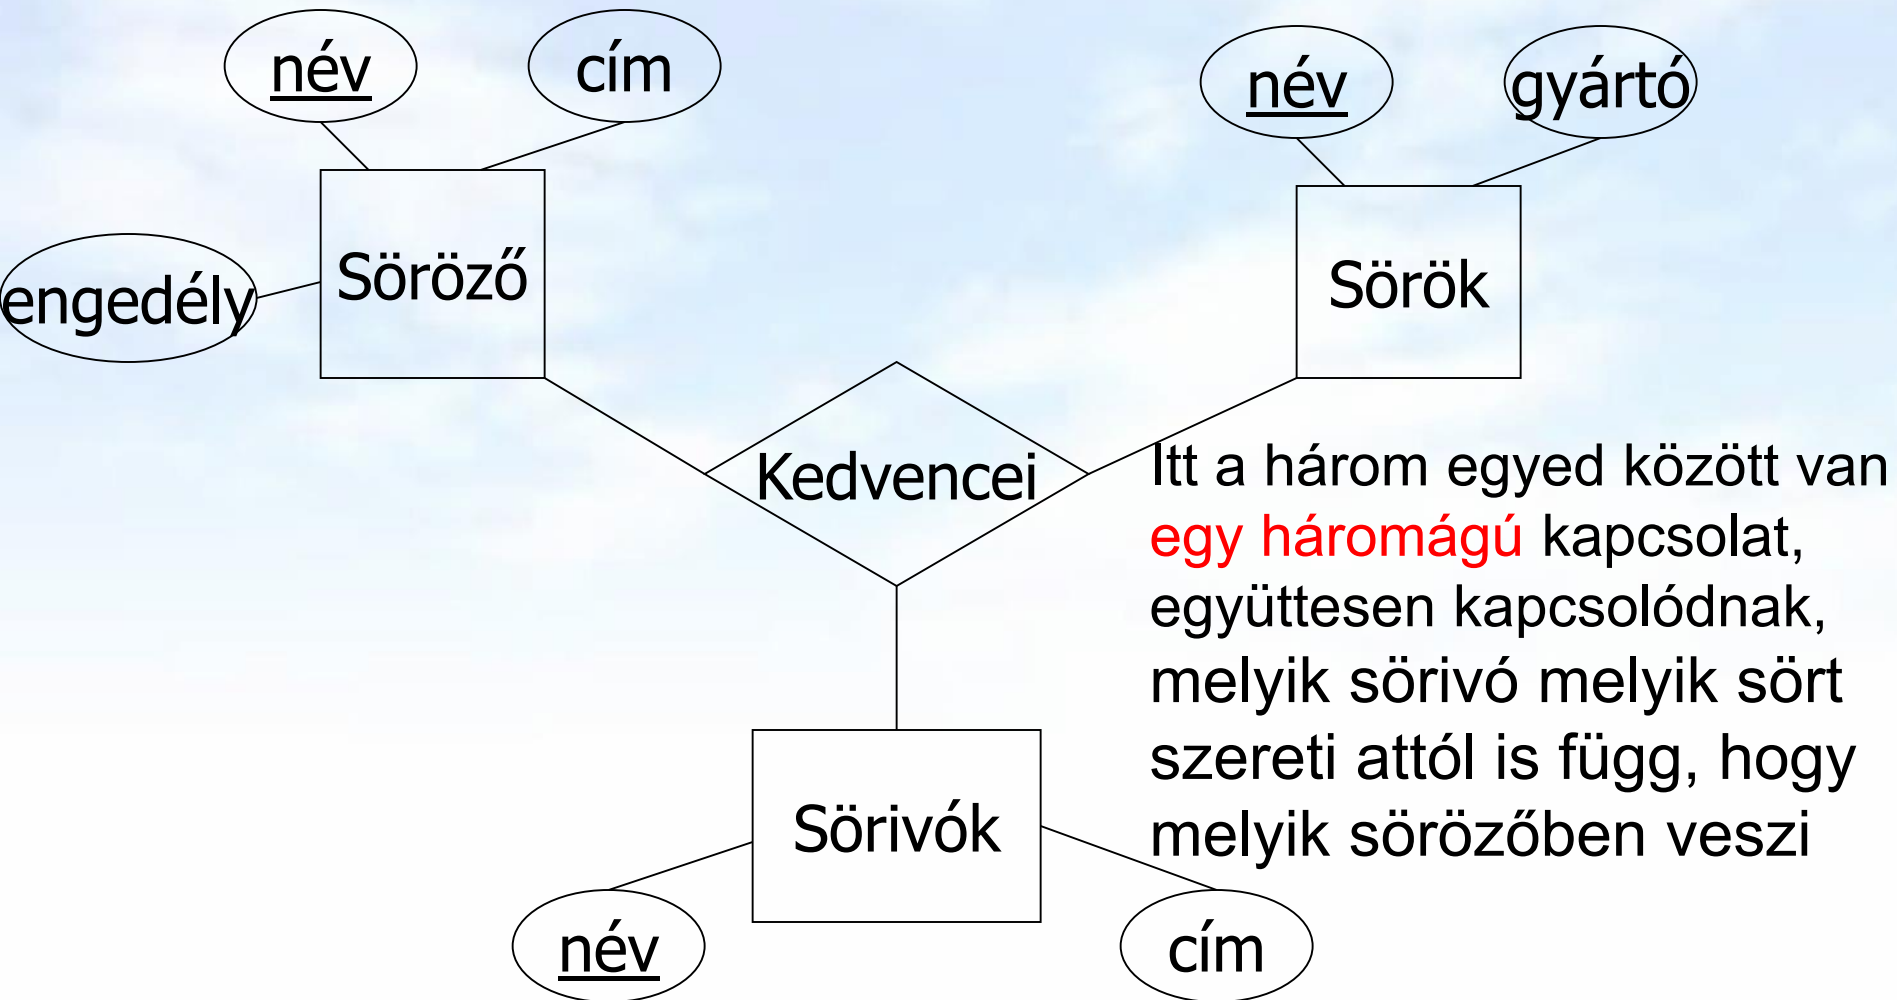 név
cím
név
gyártó
engedély
Söröző
Sörök
Kedvencei
Itt a három egyed között van
egy háromágú kapcsolat,
együttesen kapcsolódnak,
melyik sörivó melyik sört
szereti attól is függ, hogy
melyik sörözőben veszi
Sörivók
név
cím